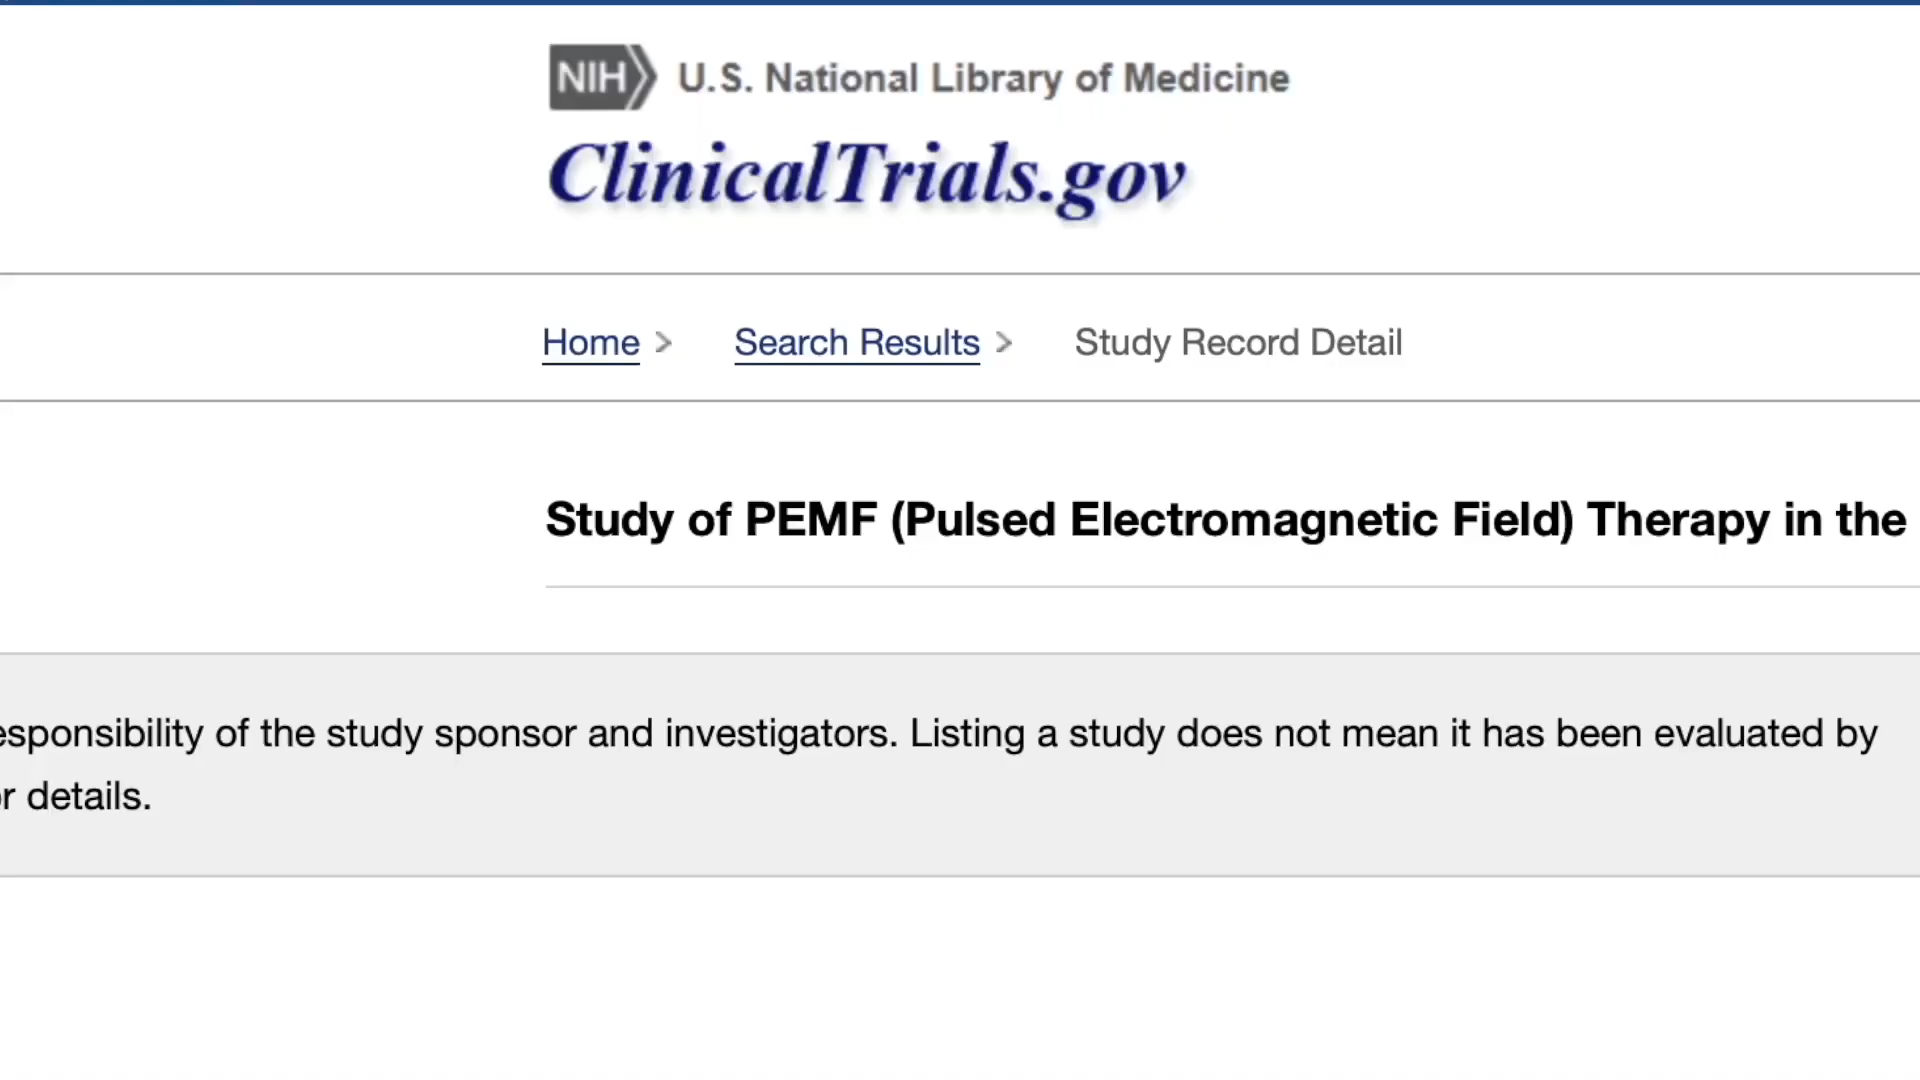 NIH U.S. National Library of Medicine
ClinicalTrials.gov
Home > Search Results > Study Record Detail
Study of PEMF (Pulsed Electromagnetic Field) Therapy in the
esponsibility of the study sponsor and investigators. Listing a study does not mean it has been evaluated by
r details.